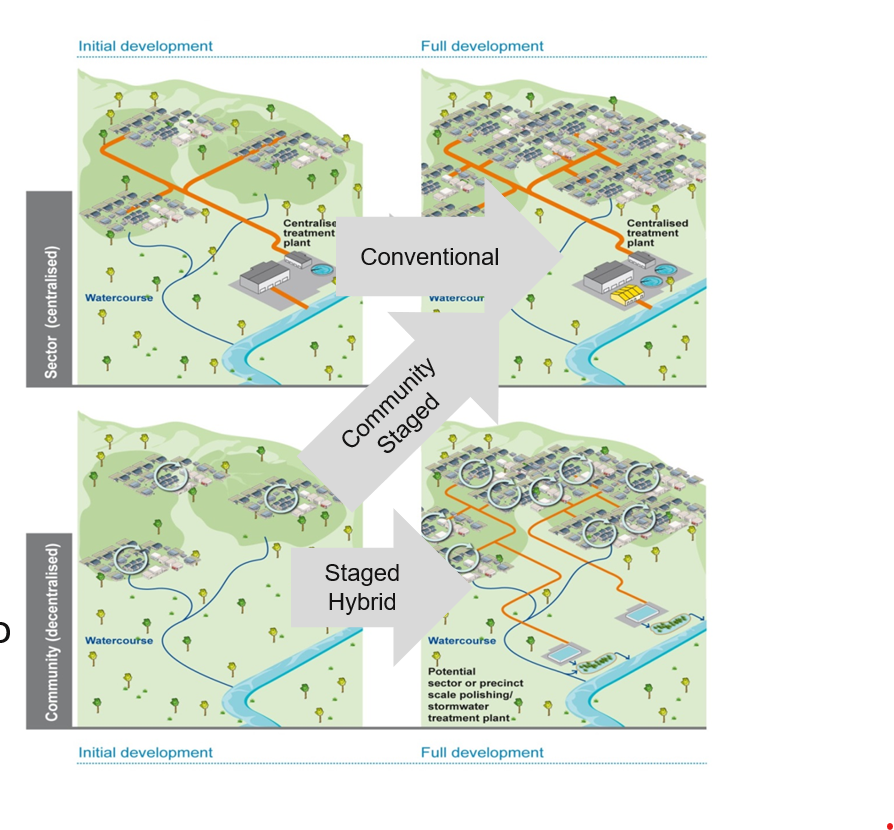 Initial development
Full development
Sector (centralised)
Centralised
treatment
plant
Watercourse
Conventional
Centralised
treatment
plant
Watercour
Community
Staged
Community (decentralised)
Watercourse
Staged
Hybrid
Watercourse
Potential
sector or precinct
scale polishing/
stormwater
treatment plant
Initial development
Full development